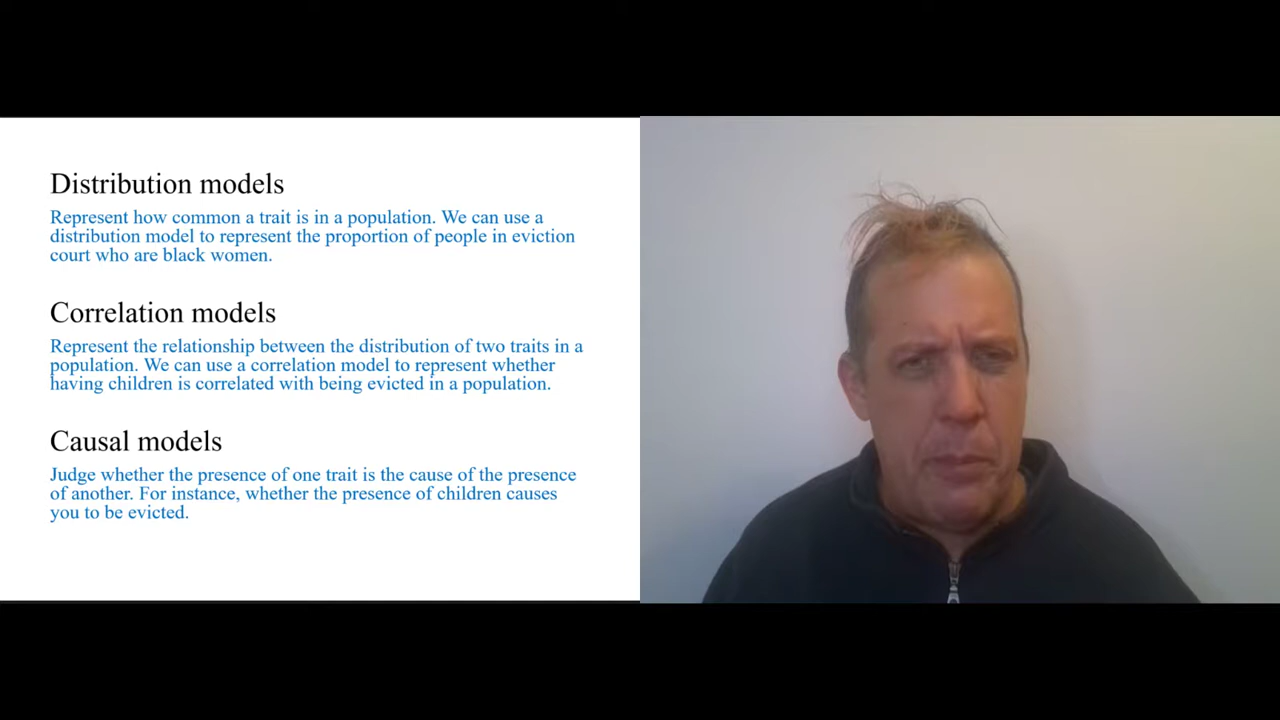 Distribution models
Represent how common a trait is in a population. We can use a
distribution model to represent the proportion of people in eviction
court who are black women.
Correlation models
Represent the relationship between the distribution of two traits in a
population. We can use a correlation model to represent whether
having children is correlated with being evicted in a population.
Causal models
Judge whether the presence of one trait is the cause of the presence
of another. For instance, whether the presence of children causes
you to be evicted.